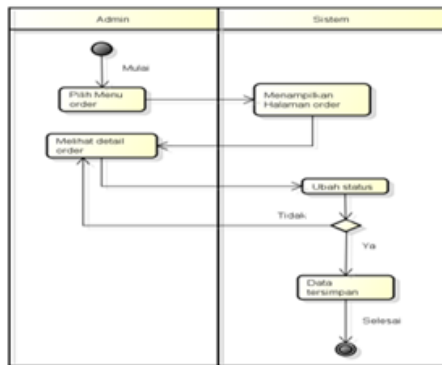 Admin
Sistem
Mulai
Pilih Menu
order
Menampilkan
Halaman order
Melihat detail
order
Ubah status
Tidak
Ya
Data
tersimpan
Selesai